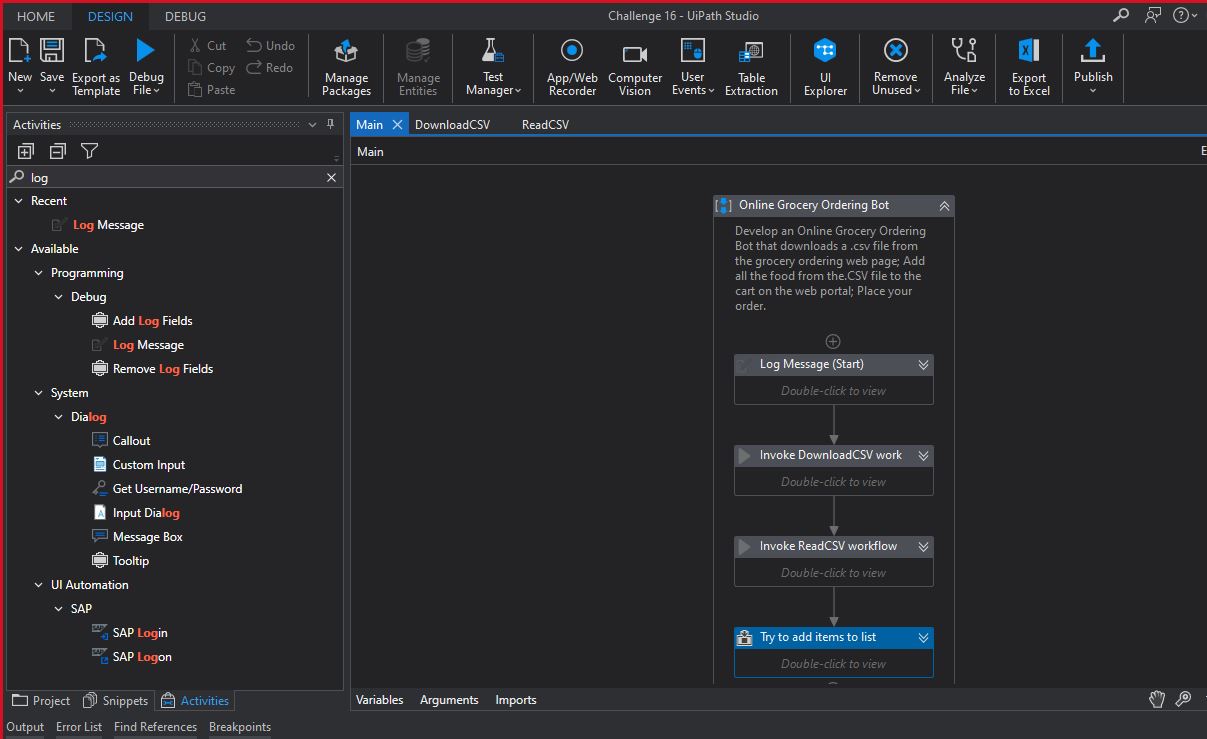 HOME DESIGN DEBUG Challenge 16 - UiPath Studio
New Save Export as Template Debug File
Cut Undo
Copy Redo
Paste
Manage Packages Manage Entities Test Manager App/Web Recorder Computer Vision User Events Table Extraction UI Explorer Remove Unused Analyze File Export to Excel Publish
Activities
log
Recent
Log Message
Available
Programming
Debug
Add Log Fields
Log Message
Remove Log Fields
System
Dialog
Callout
Custom Input
Get Username/Password
Input Dialog
Message Box
Tooltip
UI Automation
SAP
SAP Login
SAP Logon
Project Snippets Activities
Main DownloadCSV ReadCSV
Main E
Online Grocery Ordering Bot
Develop an Online Grocery Ordering
Bot that downloads a .csv file from
the grocery ordering web page; Add
all the food from the.CSV file to the
cart on the web portal; Place your
order.
Log Message (Start)
Double-click to view
Invoke DownloadCSV work
Double-click to view
Invoke ReadCSV workflow
Double-click to view
Try to add items to list
Double-click to view
Variables Arguments Imports
Output Error List Find References Breakpoints